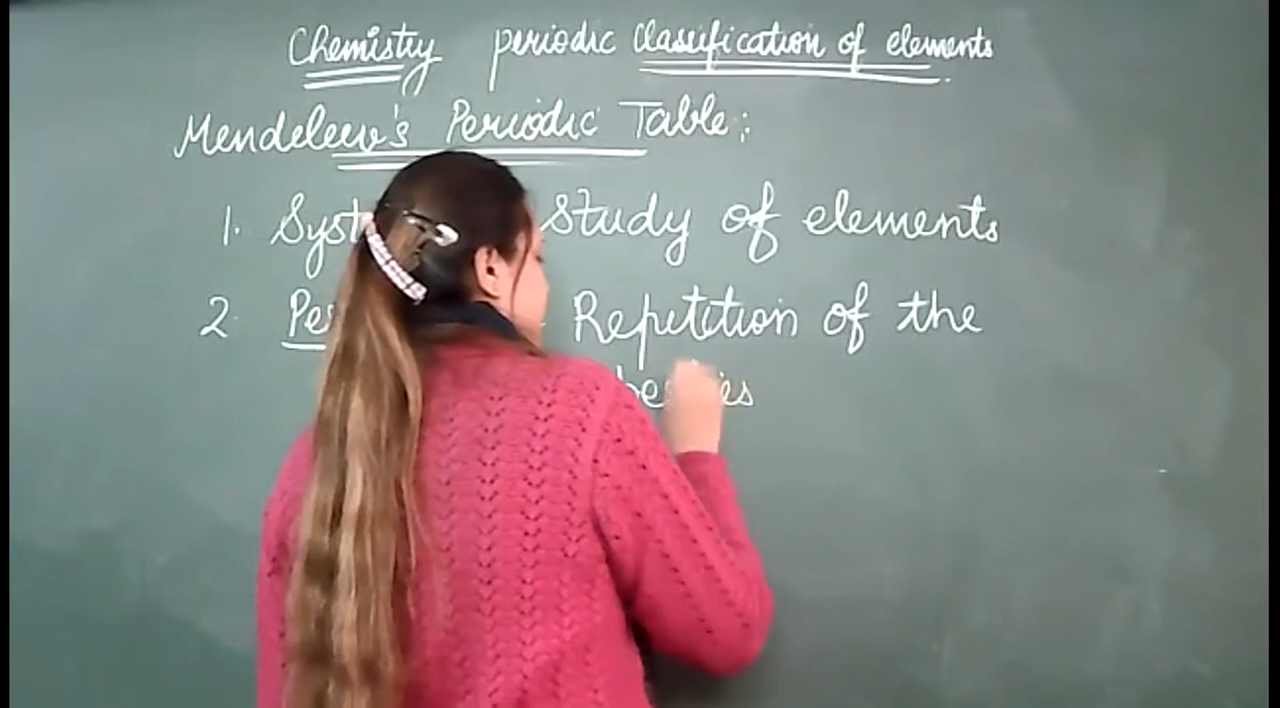 Chemistry periodic classification of elements
Mendeleev's Periodic Table:
1. study of elements
2. Repetition of the